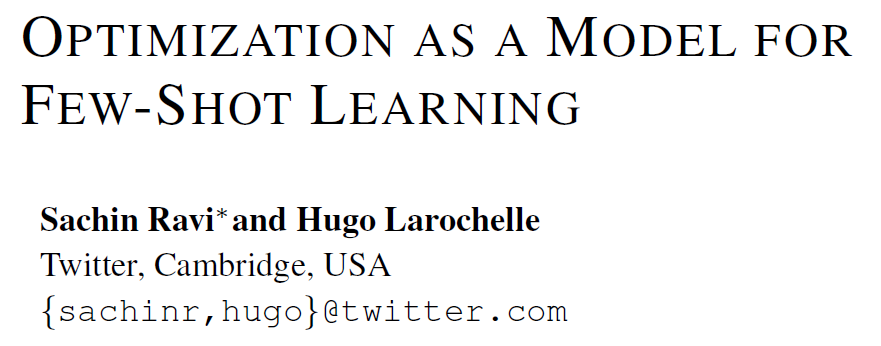 OPTIMIZATION AS A MODEL FOR
FEW-SHOT LEARNING
Sachin Ravi* and Hugo Larochelle
Twitter, Cambridge, USA
{sachinr,hugo}@twitter.com